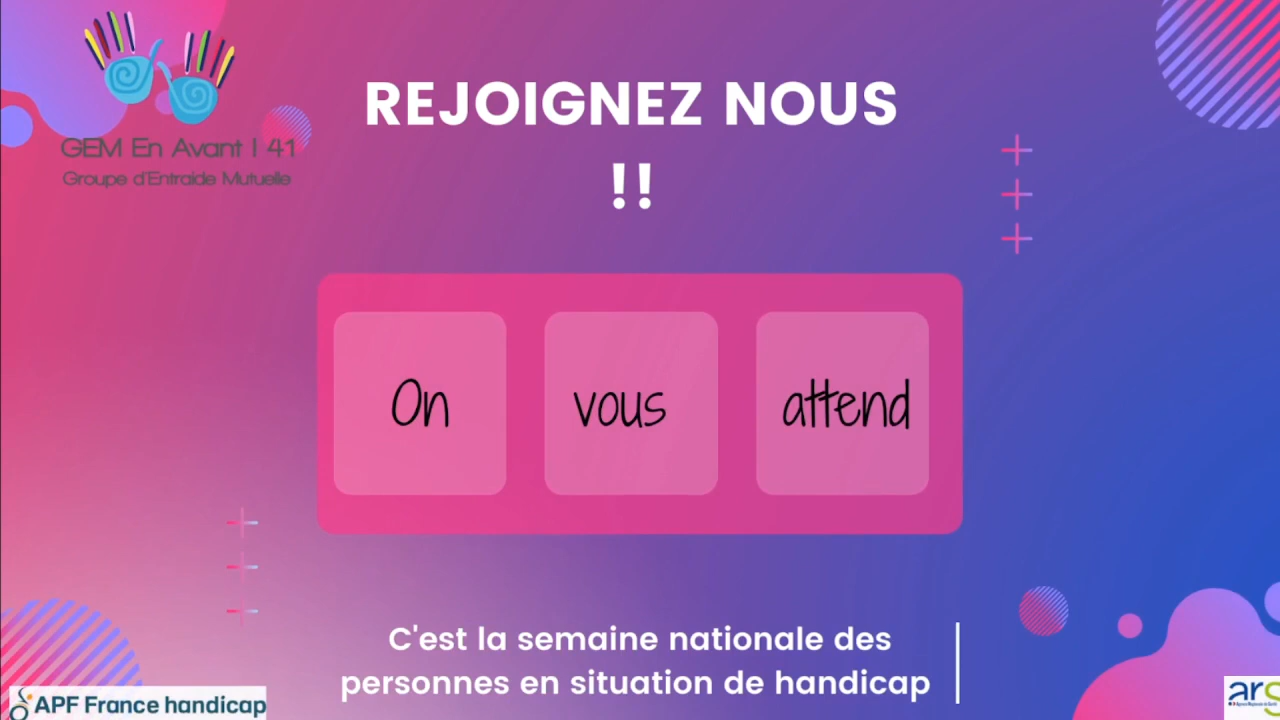 GEM En Avant I 41
Groupe d'Entraide Mutuelle
REJOIGNEZ NOUS
!!
On vous attend
C'est la semaine nationale des
personnes en situation de handicap
APF France handicap
ars